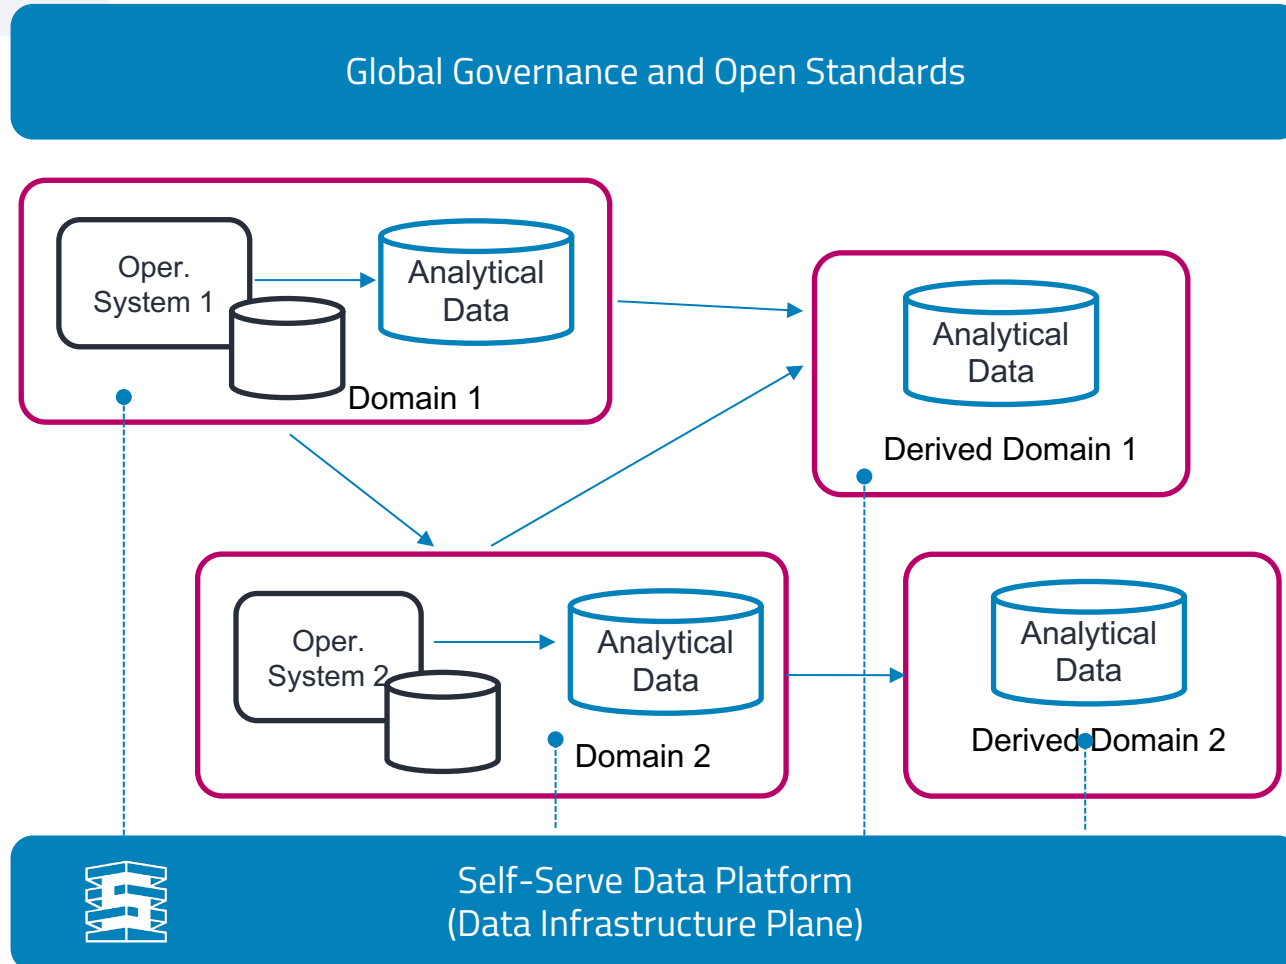 Global Governance and Open Standards
Oper.
System 1
Analytical
Data
Domain 1
Analytical
Data
Derived Domain 1
Oper.
System 2
Analytical
Data
Domain 2
Analytical
Data
Derived Domain 2
Self-Serve Data Platform
(Data Infrastructure Plane)